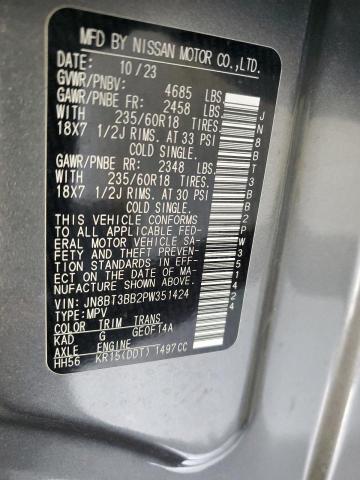 MFD BY NISSAN MOTOR CO.,LTD.
DATE: 10/23
GVWR/PNBV: 4685 LBS
GAWR/PNBE FR: 2458 LBS
WITH 235/60R18 TIRES
18X7 1/2J RIMS. AT 33 PSI
COLD SINGLE.
GAWR/PNBE RR: 2348 LBS.
WITH 235/60R18 TIRES.
18X7 1/2J RIMS. AT 30 PSI
COLD SINGLE.
THIS VEHICLE CONFORMS
TO ALL APPLICABLE FED-
ERAL MOTOR VEHICLE SA-
FETY AND THEFT PREVEN-
TION STANDARDS IN
EFFECT ON DATE OF MA-
NUFACTURE SHOWN ABOVE.
VIN: JN8BT3BB2PW351424
TYPE: MPV
COLOR TRIM TRANS
KAD G GEOF14A
AXLE ENGINE
HH56 KR15(DDT) 1497CC
JN8BT3BB2PW351424